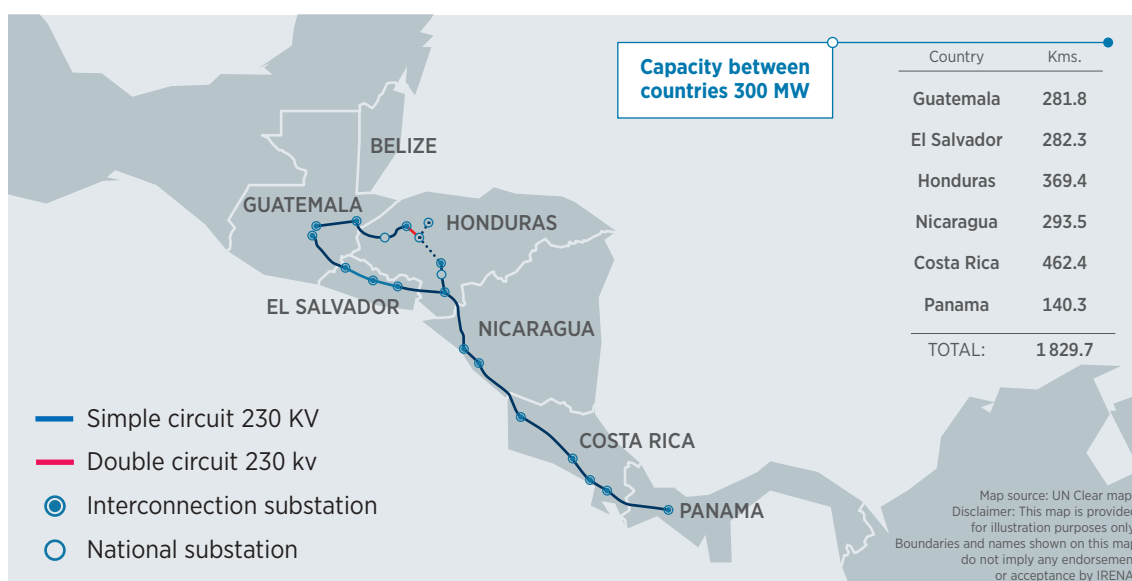 Capacity between
countries 300 MW
Country Kms.
Guatemala 281.8
El Salvador 282.3
Honduras 369.4
Nicaragua 293.5
Costa Rica 462.4
Panama 140.3
TOTAL: 1 829.7
BELIZE
GUATEMALA
HONDURAS
EL SALVADOR
NICARAGUA
COSTA RICA
PANAMA
Simple circuit 230 KV
Double circuit 230 kv
Interconnection substation
National substation
Map source: UN Clear map
Disclaimer: This map is provided
for illustration purposes only
Boundaries and names shown on this map
do not imply any endorsemen
or acceptance by IRENA